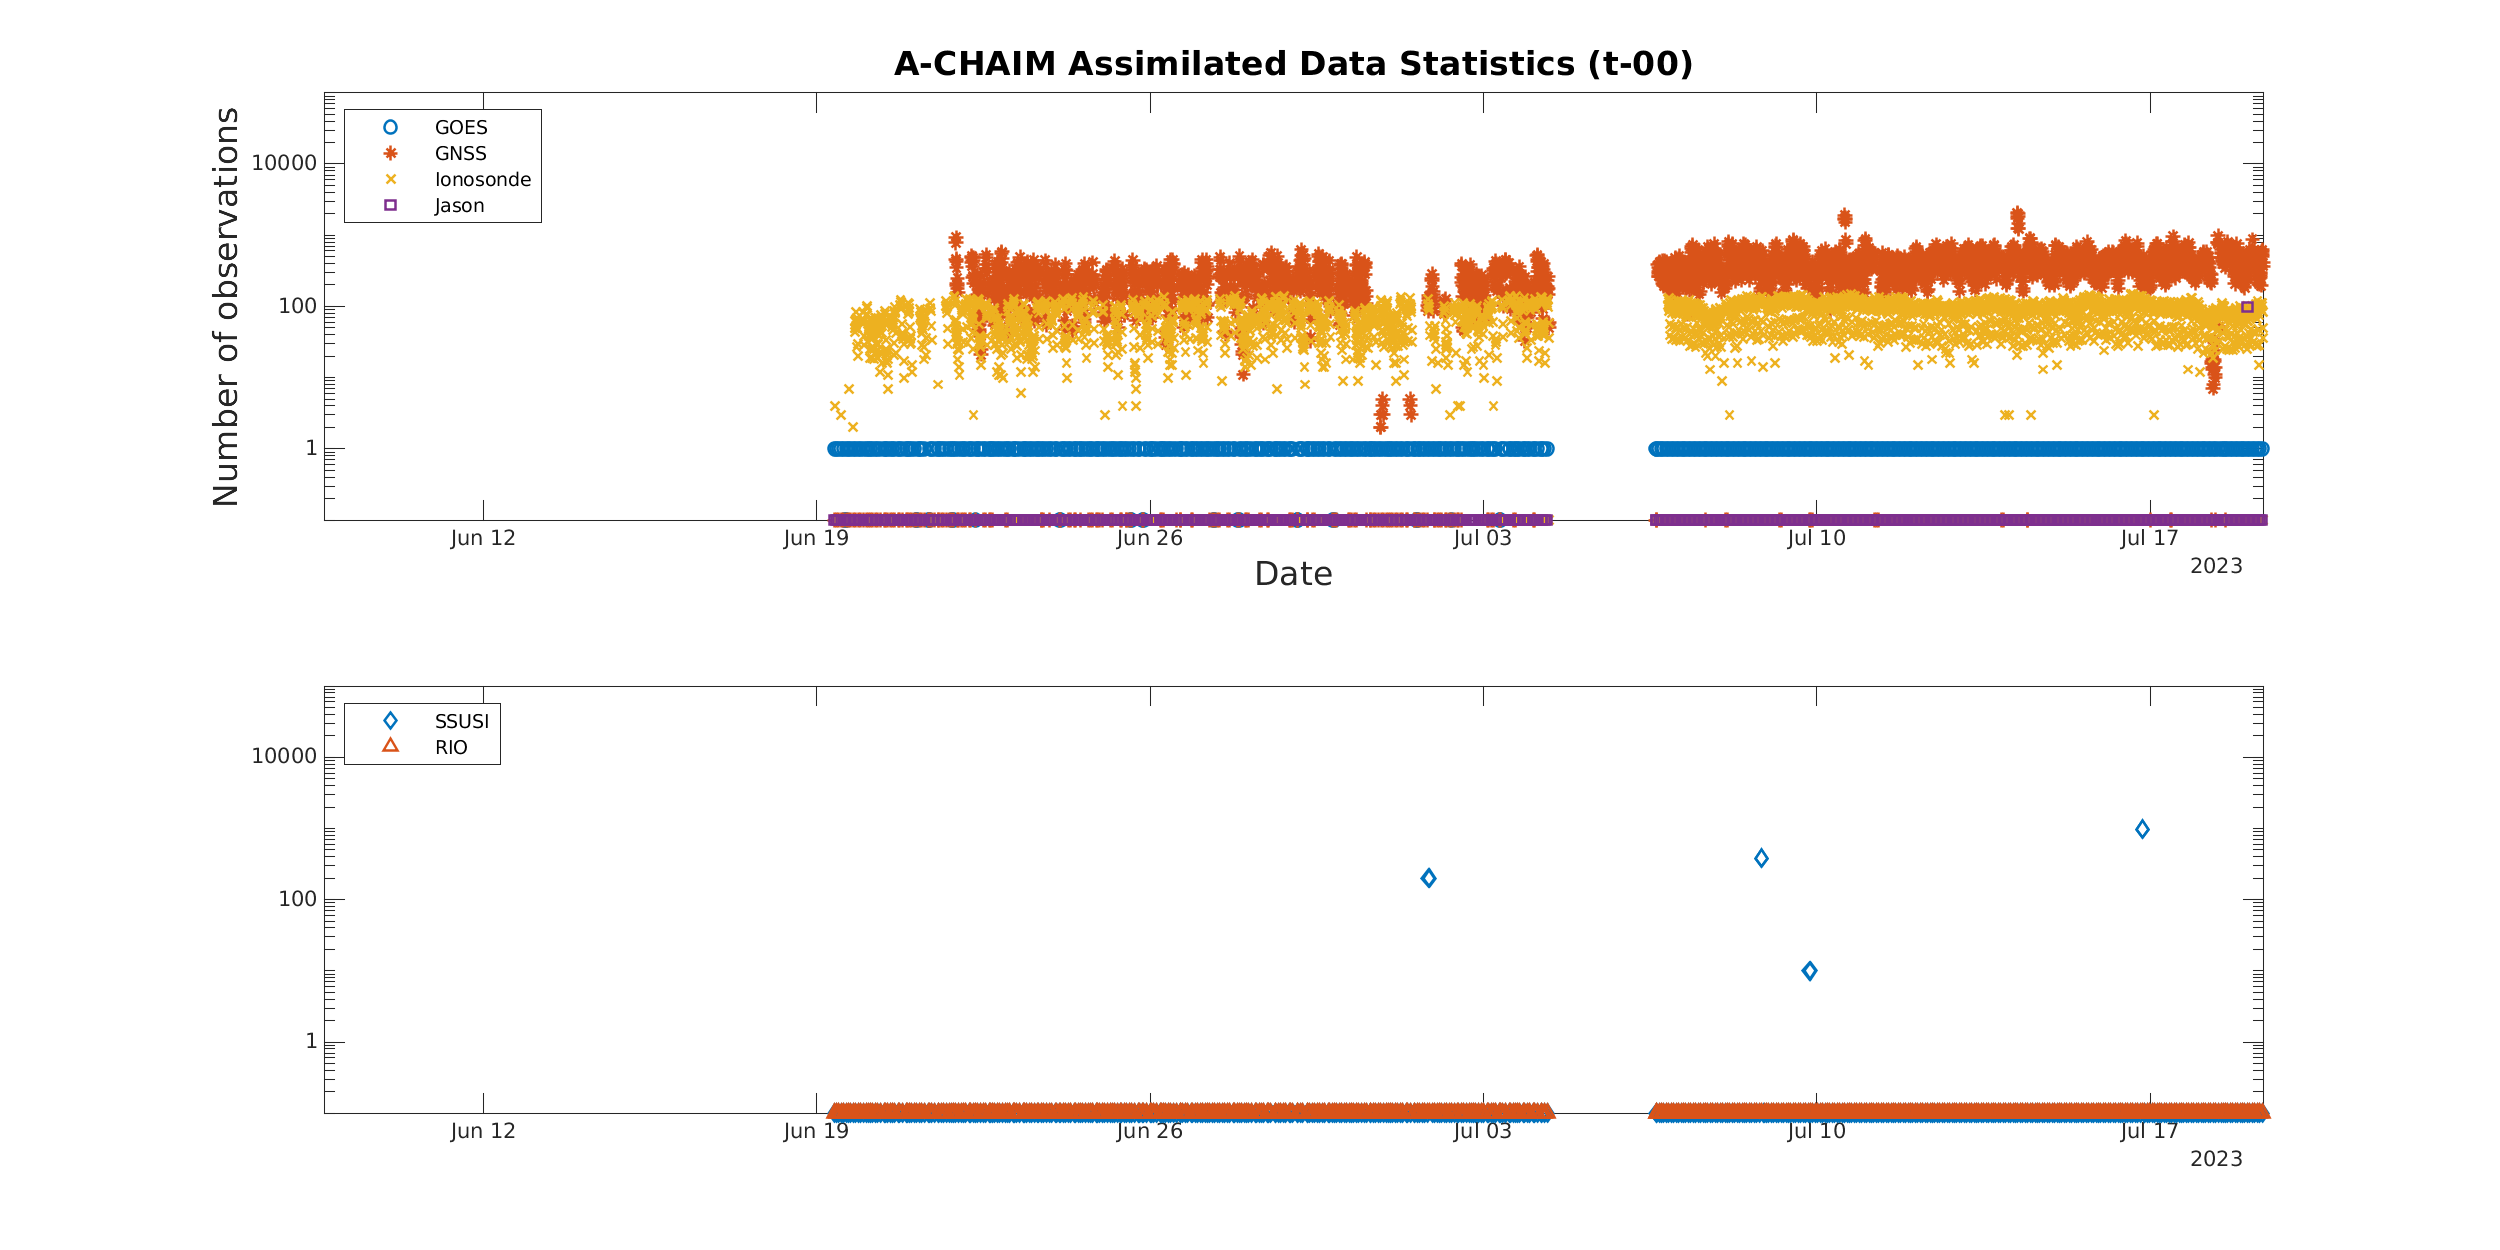 A-CHAIM Assimilated Data Statistics (t-00)
Number of observations
GOES
GNSS
Ionosonde
Jason
10000
100
1
Jun 12
Jun 19
Jun 26
Jul 03
Jul 10
Jul 17
2023
Date
SSUSI
RIO
10000
100
1
Jun 12
Jun 19
Jun 26
Jul 03
Jul 10
Jul 17
2023